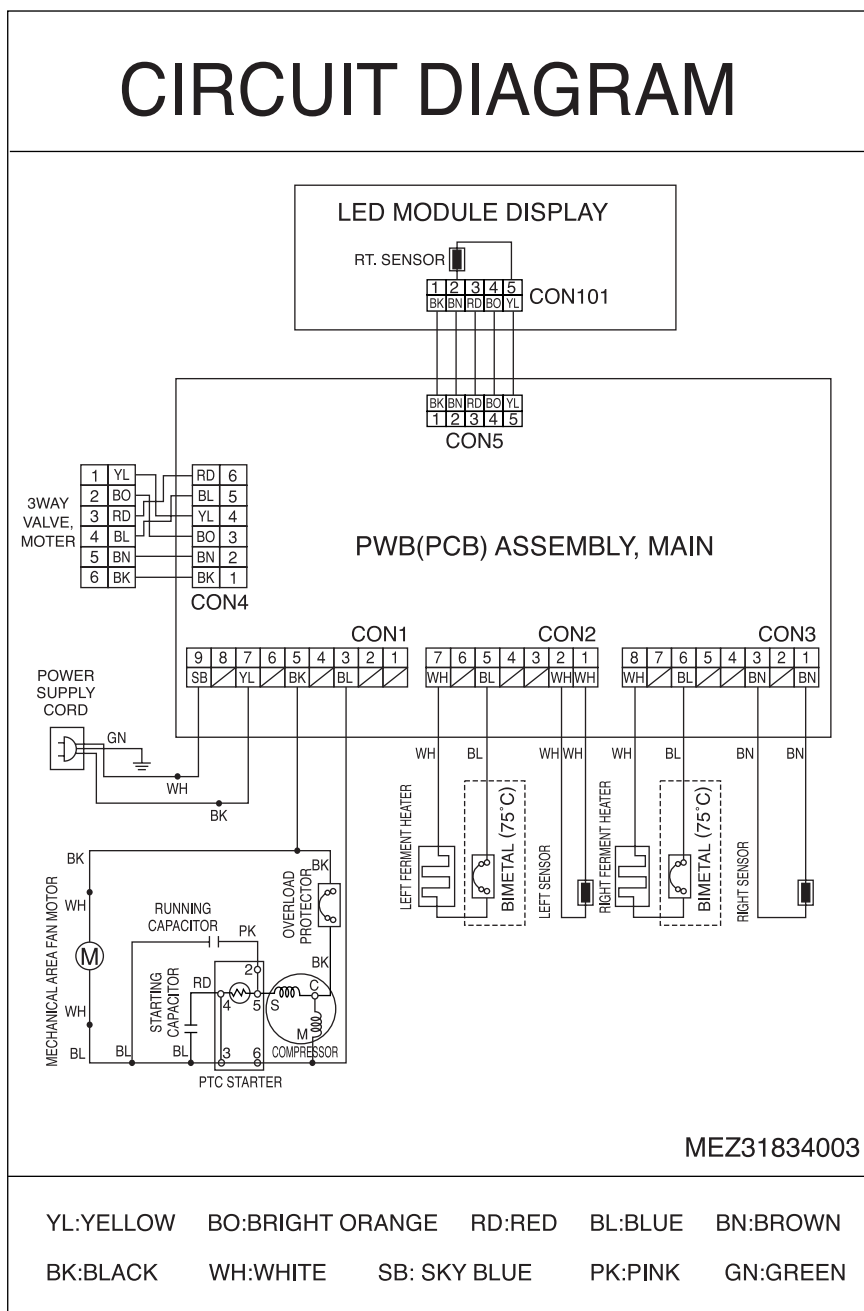 CIRCUIT DIAGRAM
LED MODULE DISPLAY
RT. SENSOR
1 2 3 4 5
BK BN RD BO YL
CON101
BK BN RD BO YL
1 2 3 4 5
CON5
3WAY
VALVE,
MOTER
1 YL
2 BO
3 RD
4 BL
5 BN
6 BK
RD 6
BL 5
YL 4
BO 3
BN 2
BK 1
CON4
PWB(PCB) ASSEMBLY, MAIN
CON1
9 8 7 6 5 4 3 2 1
SB YL BK BL
CON2
7 6 5 4 3 2 1
WH BL WH WH
CON3
8 7 6 5 4 3 2 1
WH BL BN BN
POWER
SUPPLY
CORD
GN
WH
BK
WH BL WH WH WH BL BN BN
LEFT FERMENT HEATER
BIMETAL (75˚C)
LEFT SENSOR
RIGHT FERMENT HEATER
BIMETAL (75˚C)
RIGHT SENSOR
BK
WH
MECHANICAL AREA FAN MOTOR
M
WH
BL
RUNNING
CAPACITOR
PK
BK
OVERLOAD
PROTECTOR
BK
STARTING
CAPACITOR
RD
2
4 5
S
C
M
COMPRESSOR
BL BL
3 6
PTC STARTER
MEZ31834003
YL:YELLOW BO:BRIGHT ORANGE RD:RED BL:BLUE BN:BROWN
BK:BLACK WH:WHITE SB: SKY BLUE PK:PINK GN:GREEN